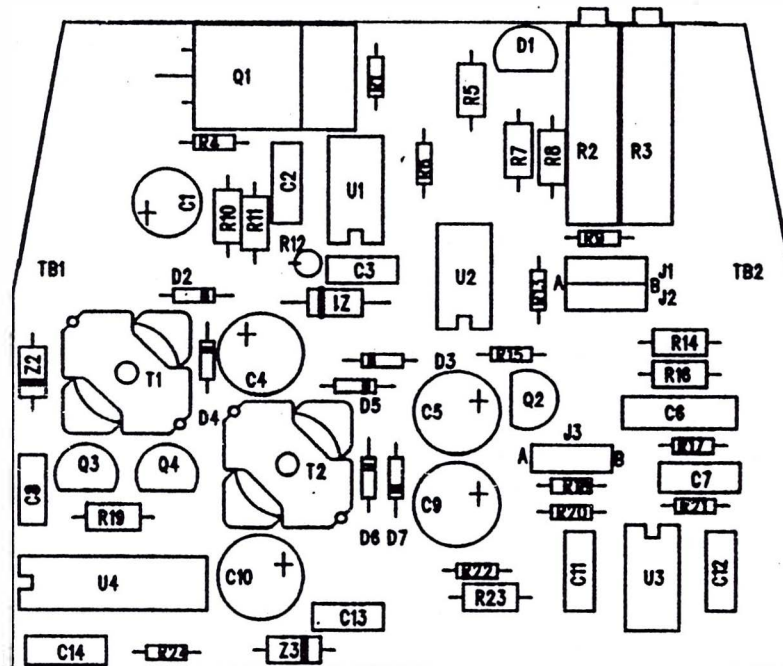 D1
Q1
R1
R5
R2
R3
R4
R7
R8
C2
U1
R6
C1
R10
R11
R12
R9
TB1
C3
U2
R13
A
J1
B
J2
TB2
D2
Z1
R14
Z2
T1
C4
D3
R15
R16
D4
D5
C5
Q2
C6
J3
A
B
R17
Q3
Q4
T2
C8
C9
R18
C7
R19
R20
R21
D6
D7
U4
C10
R22
R23
C11
U3
C12
C13
C14
R24
Z3